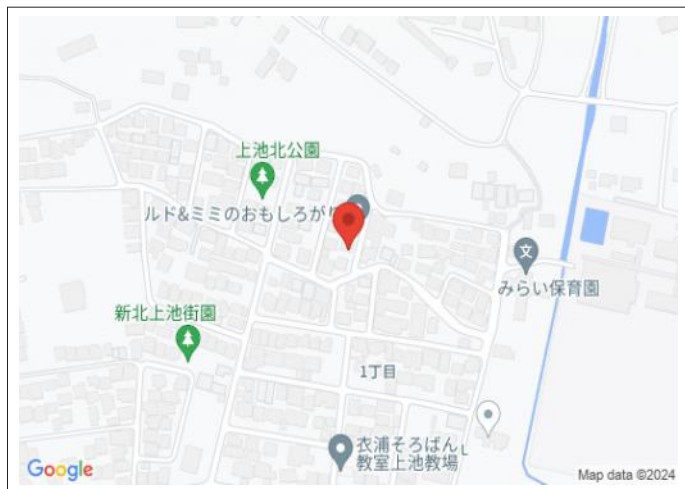 上池北公園
ルド&ミミのおもしろがり
みらい保育園
新北上池街園
1丁目
衣浦そろばん
教室上池教場
Google
Map data ©2024